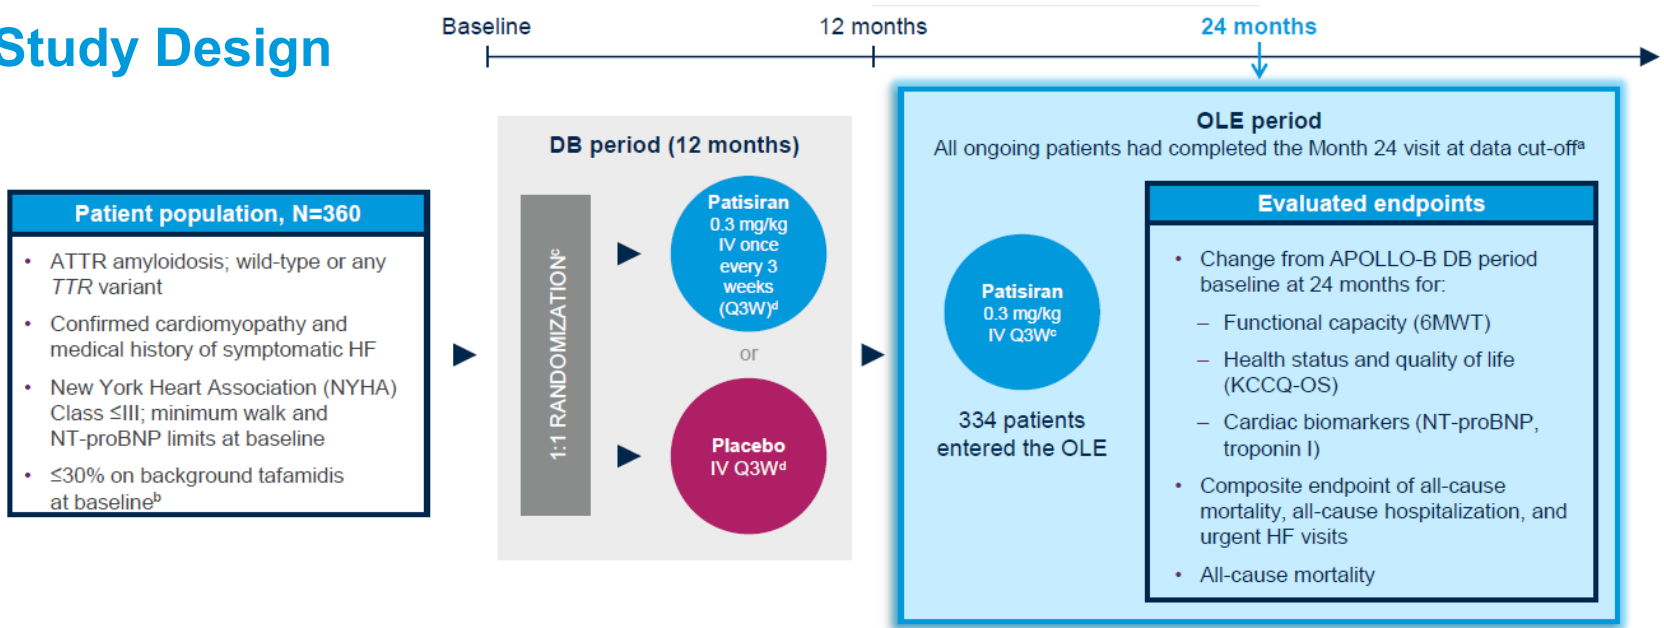 Study Design
Baseline
12 months
24 months
Patient population, N=360
• ATTR amyloidosis; wild-type or any
TTR variant
• Confirmed cardiomyopathy and
medical history of symptomatic HF
• New York Heart Association (NYHA)
Class ≤III; minimum walk and
NT-proBNP limits at baseline
• ≤30% on background tafamidis
at baselineᵇ
DB period (12 months)
1:1 RANDOMIZATIONᶜ
Patisiran
0.3 mg/kg
IV once
every 3
weeks
(Q3W)ᵈ
or
Placebo
IV Q3Wᵈ
OLE period
All ongoing patients had completed the Month 24 visit at data cut-offᵃ
Patisiran
0.3 mg/kg
IV Q3Wᶜ
334 patients
entered the OLE
Evaluated endpoints
• Change from APOLLO-B DB period
baseline at 24 months for:
– Functional capacity (6MWT)
– Health status and quality of life
(KCCQ-OS)
– Cardiac biomarkers (NT-proBNP,
troponin I)
• Composite endpoint of all-cause
mortality, all-cause hospitalization, and
urgent HF visits
• All-cause mortality